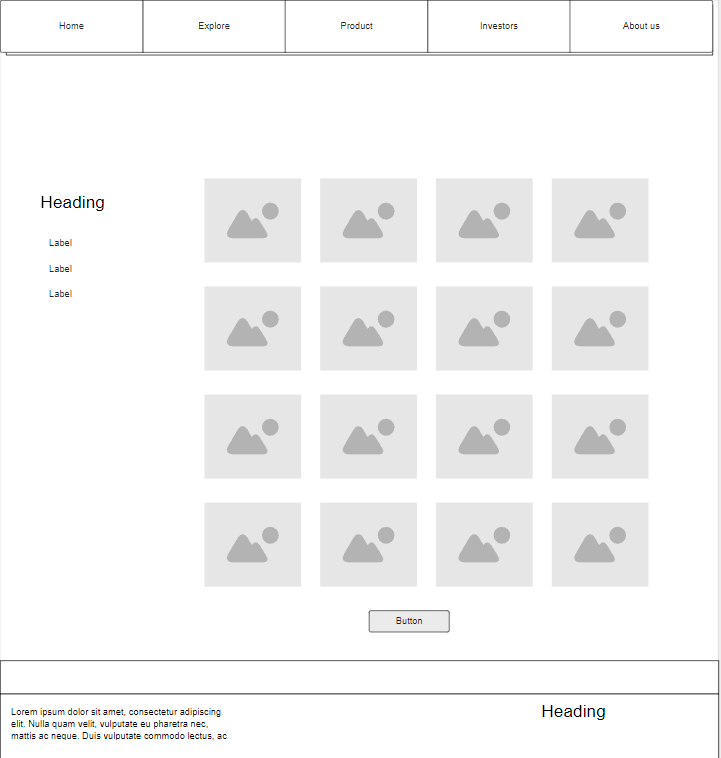 Home
Explore
Product
Investors
About us
Heading
Label
Label
Label
Button
Lorem ipsum dolor sit amet, consectetur adipiscing
elit. Nulla quam velit, vulputate eu pharetra nec,
mattis ac neque. Duis vulputate commodo lectus, ac
Heading